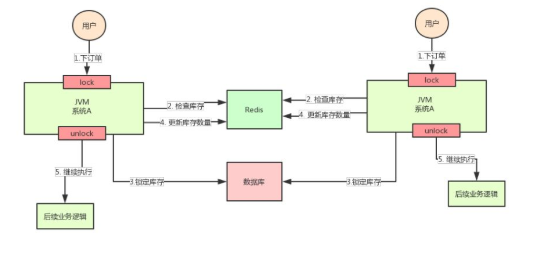 用户
1.下订单
lock
JVM
系统A
unlock
2. 检查库存
4. 更新库存数量
3.锁定库存
5. 继续执行
后续业务逻辑
Redis
数据库
用户
1.下订单
lock
JVM
系统A
unlock
2. 检查库存
4. 更新库存数量
3.锁定库存
5. 继续执行
后续业务逻辑